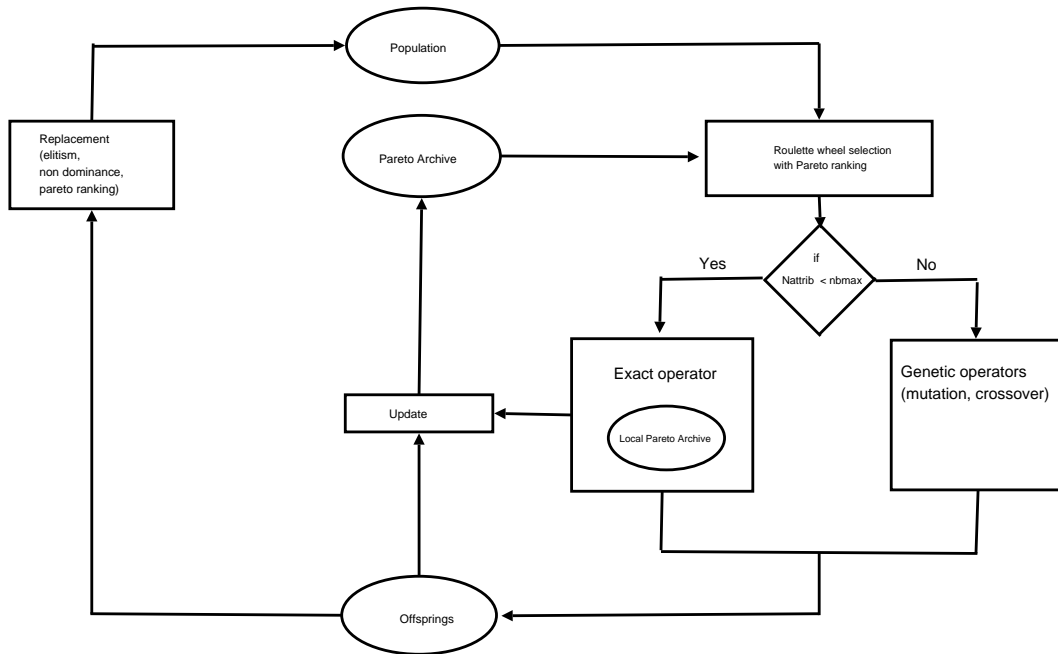 Population
Replacement
(elitism,
non dominance,
pareto ranking)
Pareto Archive
Roulette wheel selection
with Pareto ranking
if
Nattrib < nbmax
Yes
No
Exact operator
Local Pareto Archive
Genetic operators
(mutation, crossover)
Update
Offsprings